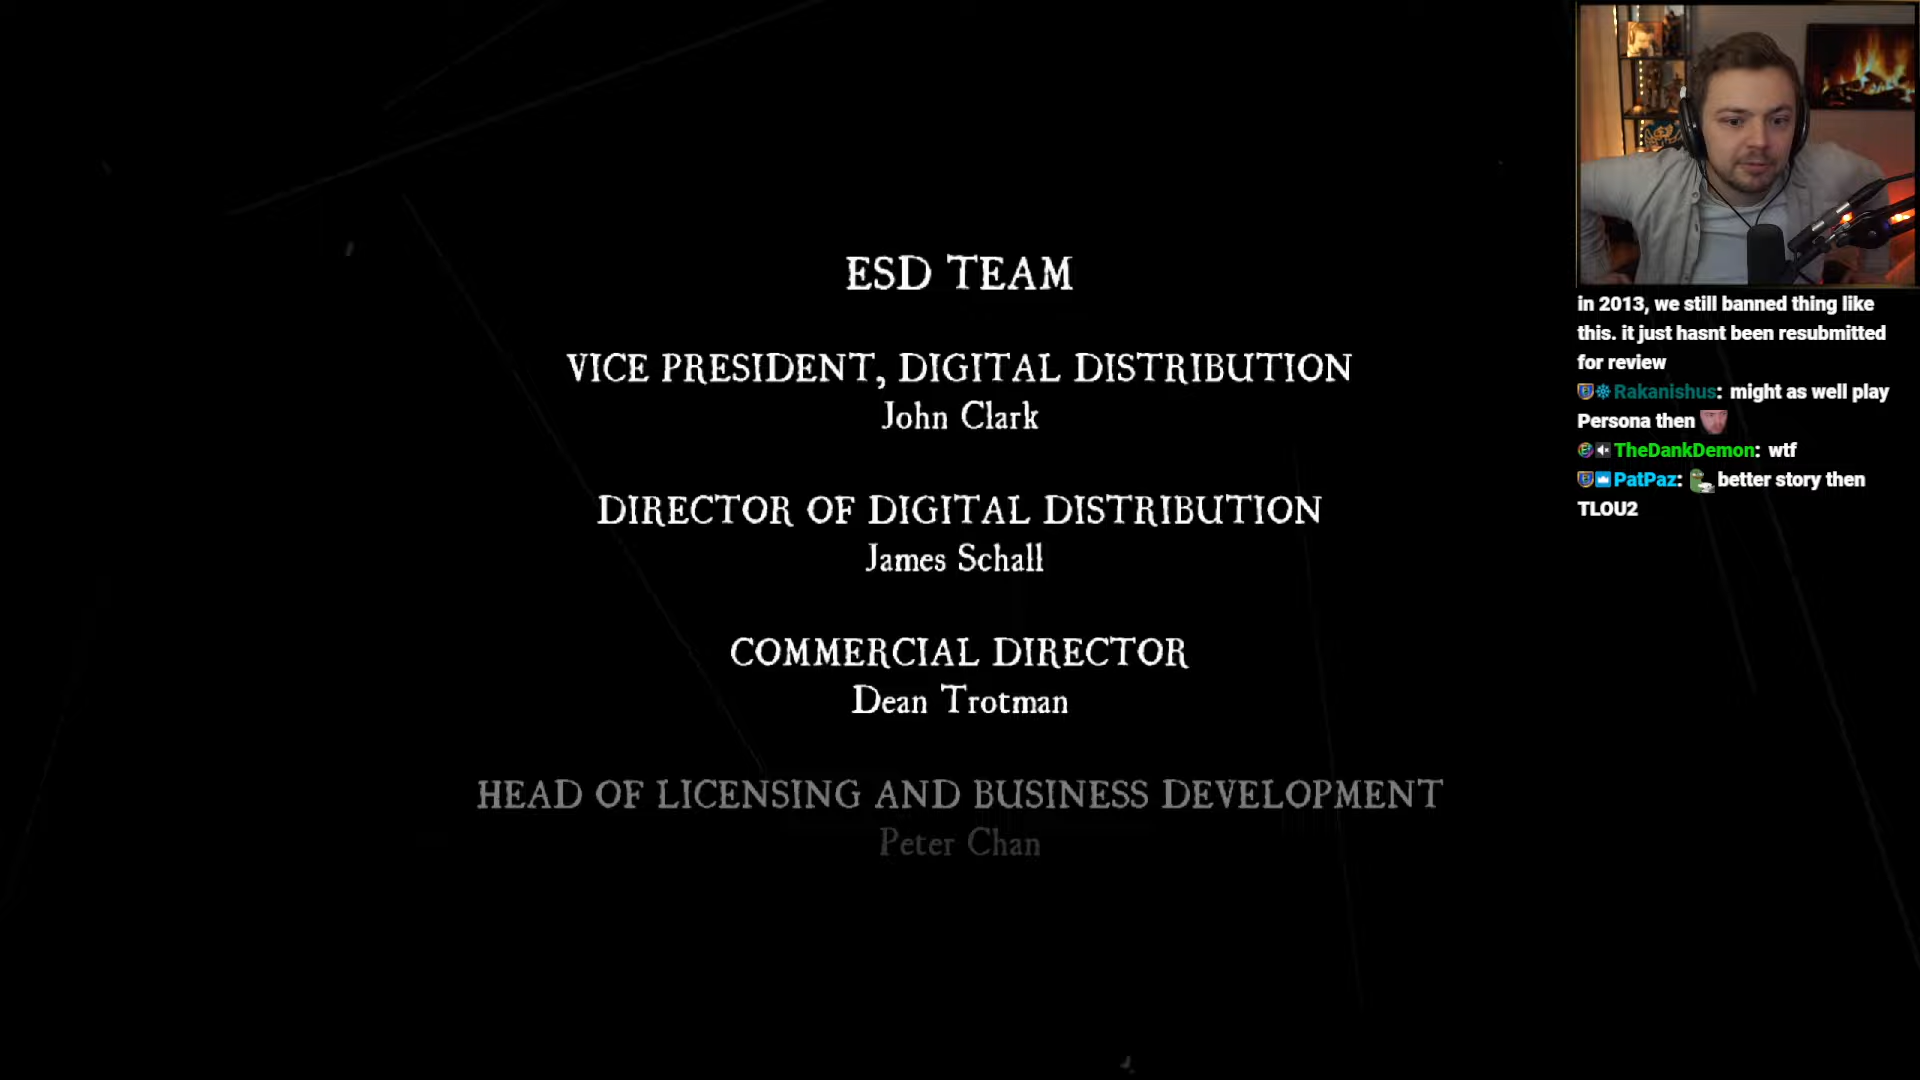 ESD TEAM
VICE PRESIDENT, DIGITAL DISTRIBUTION
John Clark
DIRECTOR OF DIGITAL DISTRIBUTION
James Schall
COMMERCIAL DIRECTOR
Dean Trotman
HEAD OF LICENSING AND BUSINESS DEVELOPMENT
Peter Chan
in 2013, we still banned thing like
this. it just hasnt been resubmitted
for review
Rakanishus: might as well play
Persona then
TheDankDemon: wtf
PatPaz: better story then
TLOU2